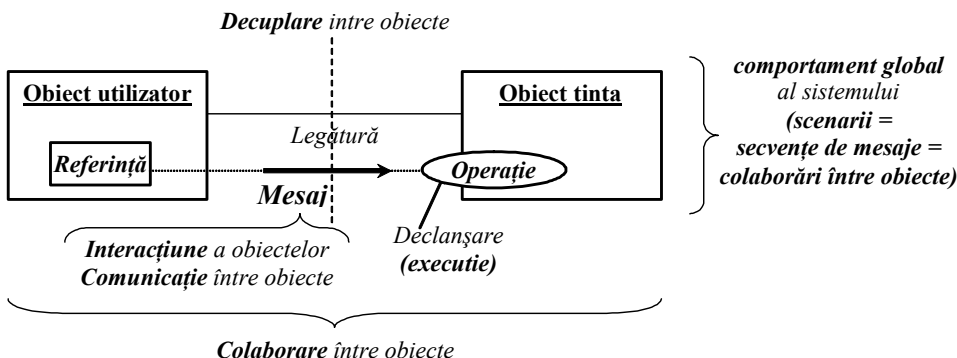 Decuplare intre obiecte
Obiect utilizator
Obiect tinta
Legătură
Referință
Operație
Mesaj
Interacțiune a obiectelor
Comunicație între obiecte
Declanşare
(executie)
Colaborare între obiecte
comportament global
al sistemului
(scenarii =
secvențe de mesaje =
colaborări între obiecte)